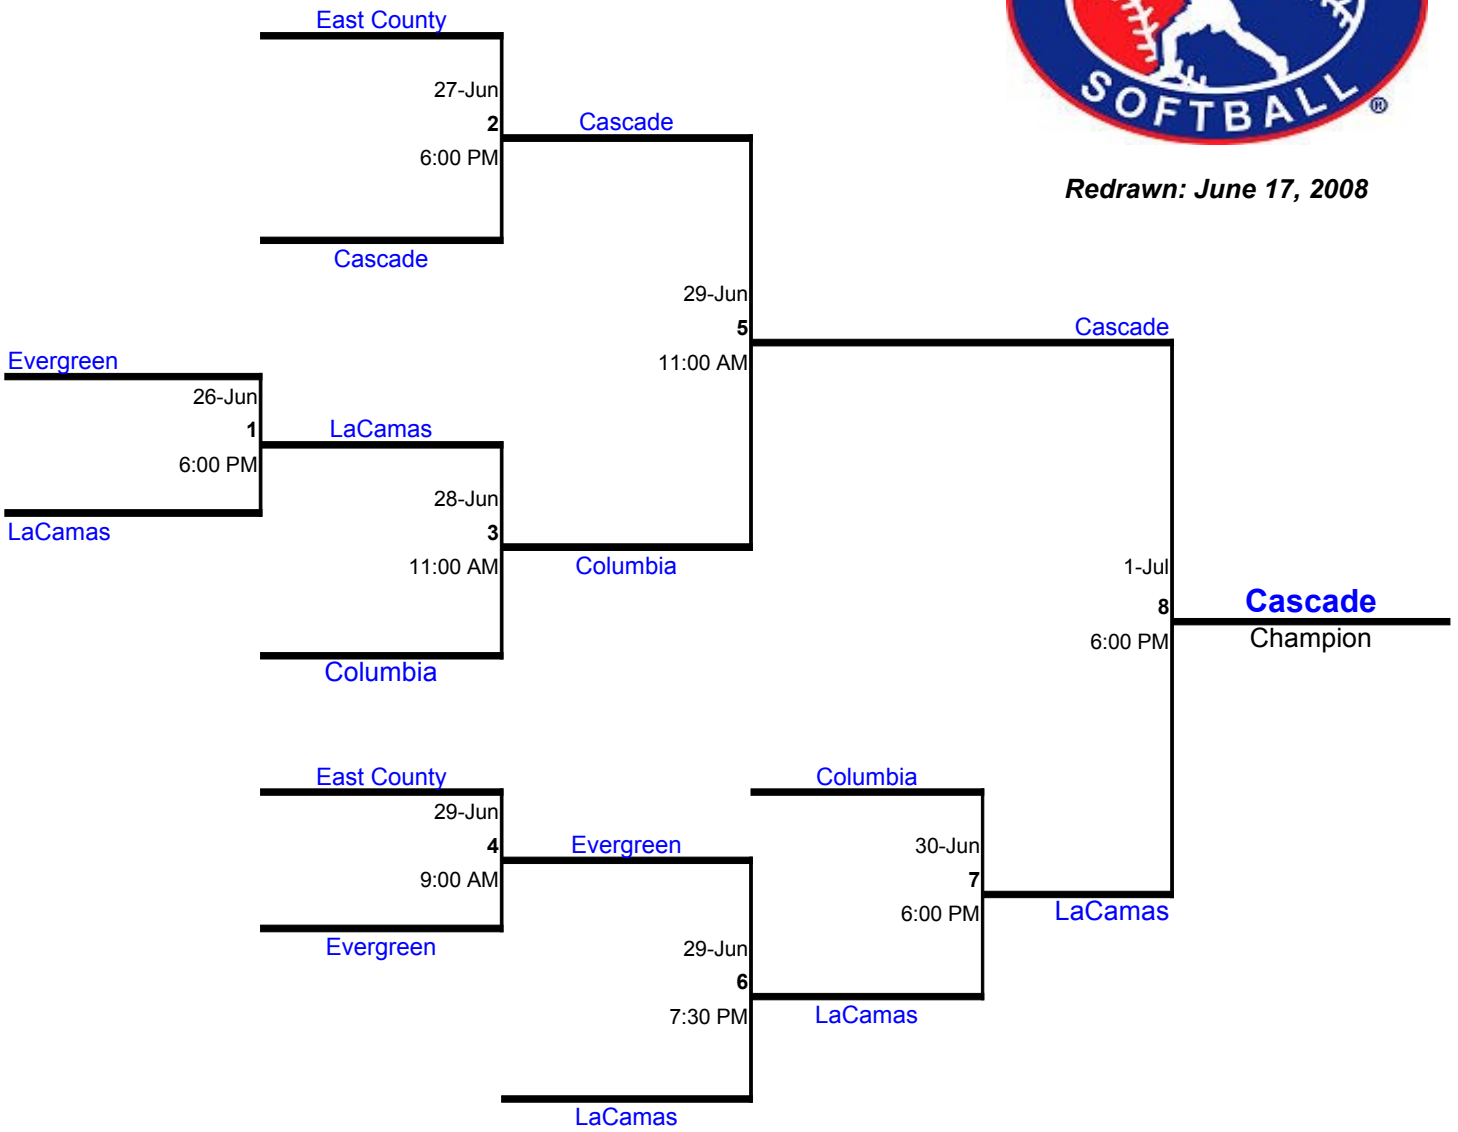 East County
SOFTBALL ®
27-Jun
2
Cascade
6:00 PM
Redrawn: June 17, 2008
Cascade
29-Jun
5
Cascade
11:00 AM
Evergreen
26-Jun
1
LaCamas
6:00 PM
28-Jun
LaCamas
3
11:00 AM
Columbia
1-Jul
8
Cascade
6:00 PM
Champion
Columbia
East County
Columbia
29-Jun
4
Evergreen
30-Jun
9:00 AM
7
6:00 PM
LaCamas
Evergreen
29-Jun
6
7:30 PM
LaCamas
LaCamas